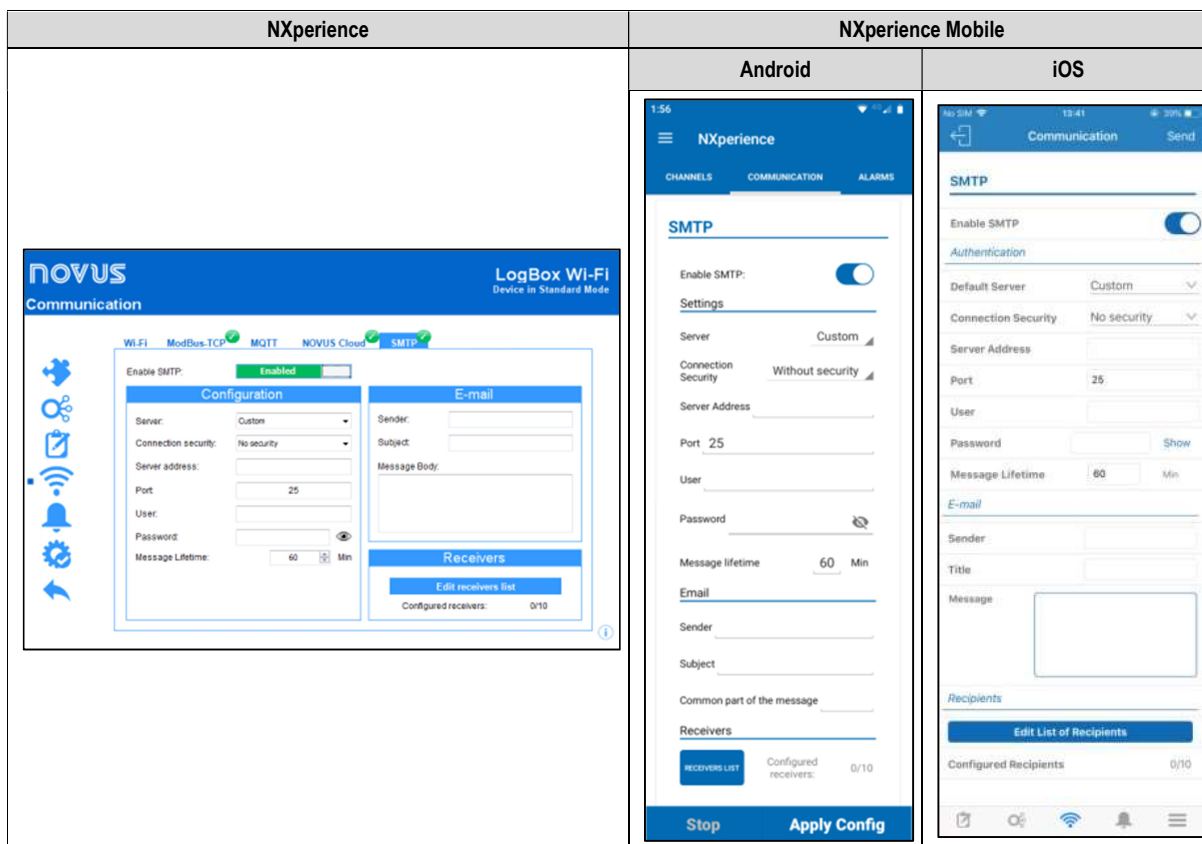 NXperience
NXperience Mobile
Android
iOS
NOVUS
LogBox Wi-Fi
Device in Standard Mode
Communication
Wi-Fi ModBus-TCP MQTT NOVUS Cloud SMTP
Enable SMTP: Enabled
Configuration
Server: Custom
Connection security: No security
Server address:
Port 25
User:
Password:
Message Lifetime: 60 Min
E-mail
Sender:
Subject:
Message Body:
Receivers
Edit receivers list
Configured receivers: 0/10
1:56
NXperience
CHANNELS COMMUNICATION ALARMS
SMTP
Enable SMTP:
Settings
Server Custom
Connection
Security
Without security
Server Address
Port 25
User
Password
Message lifetime 60 Min
Email
Sender
Subject
Common part of the message
Receivers
RECEIVERS LIST
Configured
receivers:
0/10
Stop Apply Config
No SIM 13:41 39%
Communication Send
SMTP
Enable SMTP
Authentication
Default Server Custom
Connection Security No security
Server Address
Port 25
User
Password Show
Message Lifetime 60 Min
E-mail
Sender
Title
Message
Recipients
Edit List of Recipients
Configured Recipients 0/10